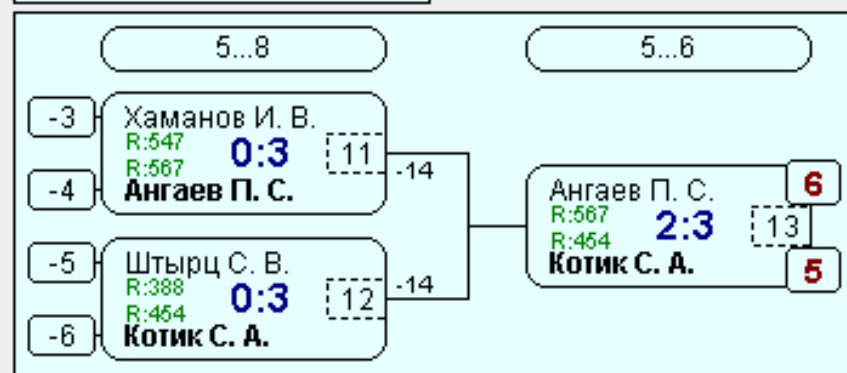 5...8
5...6
-3
Хаманов И. В.
R:547
0:3
11
R:567
-4
Ангаев П. С.
-14
-5
Штырц С. В.
R:388
0:3
12
R:454
-6
Котик С. А.
-14
Ангаев П. С.
6
R:567
2:3
13
R:454
Котик С. А.
5